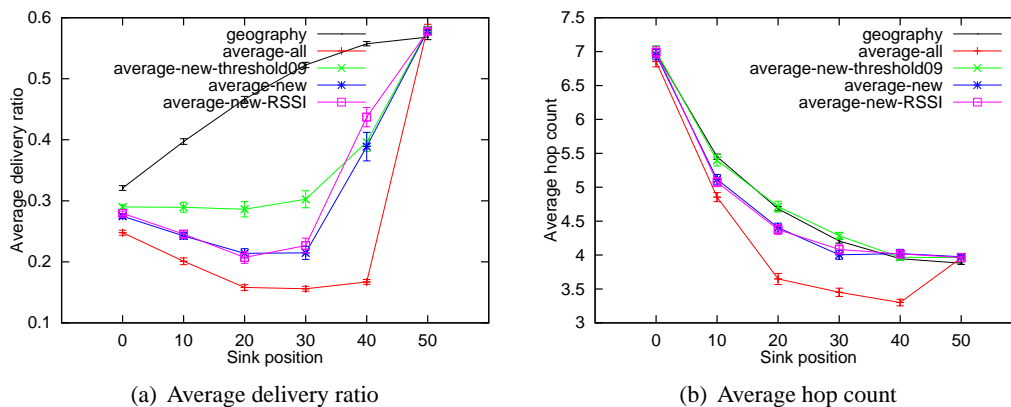 0.6
0.5
0.4
0.3
0.2
0.1
Average delivery ratio
geography
average-all
average-new-threshold09
average-new
average-new-RSSI
0 10 20 30 40 50
Sink position
(a) Average delivery ratio
7.5
7
6.5
6
5.5
5
4.5
4
3.5
3
Average hop count
geography
average-all
average-new-threshold09
average-new
average-new-RSSI
0 10 20 30 40 50
Sink position
(b) Average hop count